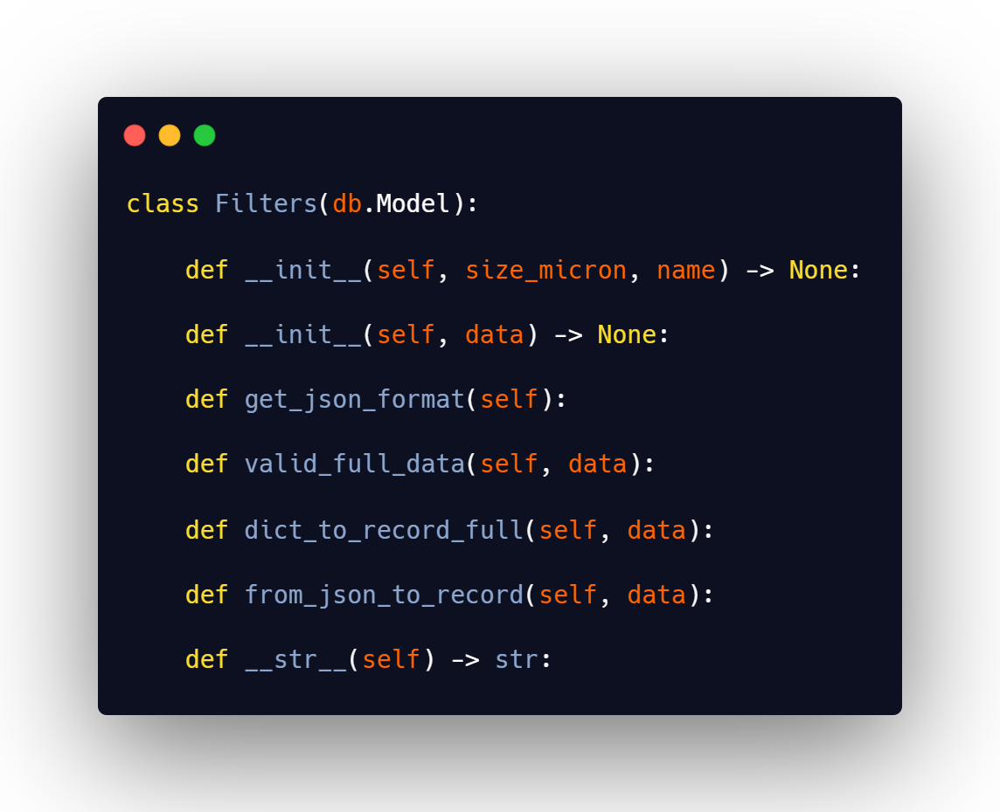 class Filters(db.Model):
    def __init__(self, size_micron, name) -> None:
    def __init__(self, data) -> None:
    def get_json_format(self):
    def valid_full_data(self, data):
    def dict_to_record_full(self, data):
    def from_json_to_record(self, data):
    def __str__(self) -> str: